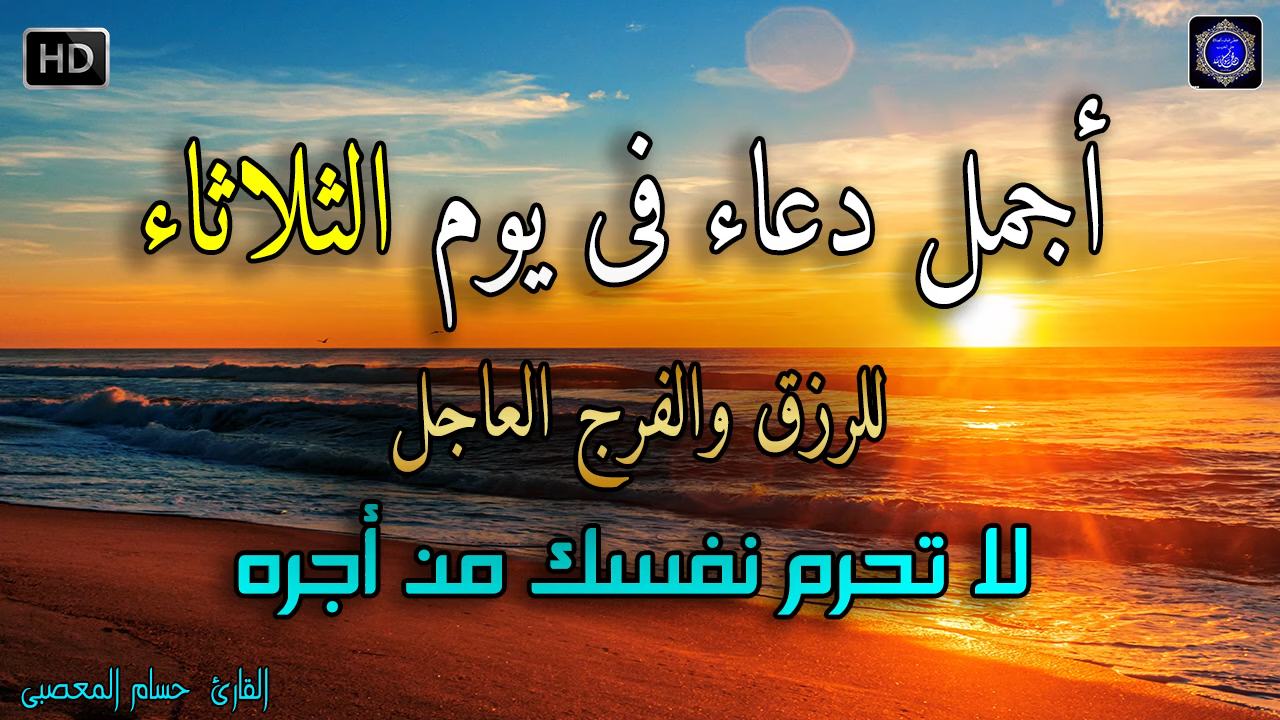 HD
أجمل دعاء فى يوم الثلاثاء
للرزق والفرج العاجل
لا تحرم نفسك من أجره
القارئ حسام المعصبى